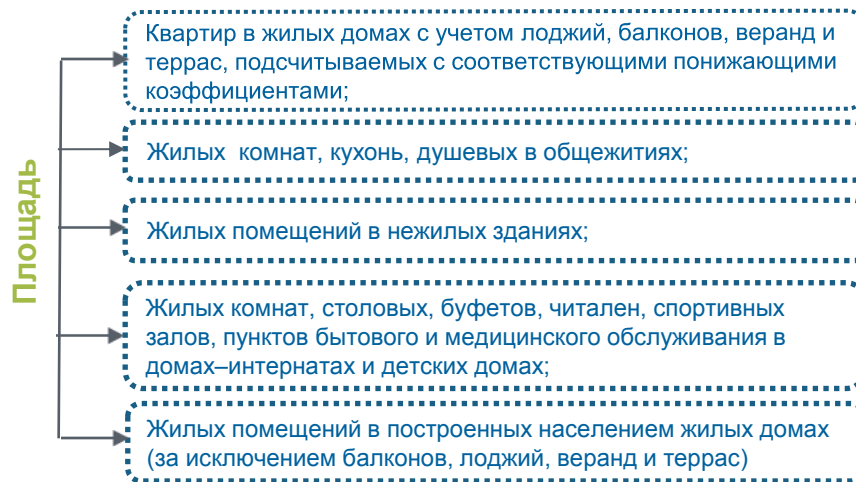 Площадь
Квартир в жилых домах с учетом лоджий, балконов, веранд и
террас, подсчитываемых с соответствующими понижающими
коэффициентами;
Жилых комнат, кухонь, душевых в общежитиях;
Жилых помещений в нежилых зданиях;
Жилых комнат, столовых, буфетов, читален, спортивных
залов, пунктов бытового и медицинского обслуживания в
домах–интернатах и детских домах;
Жилых помещений в построенных населением жилых домах
(за исключением балконов, лоджий, веранд и террас)